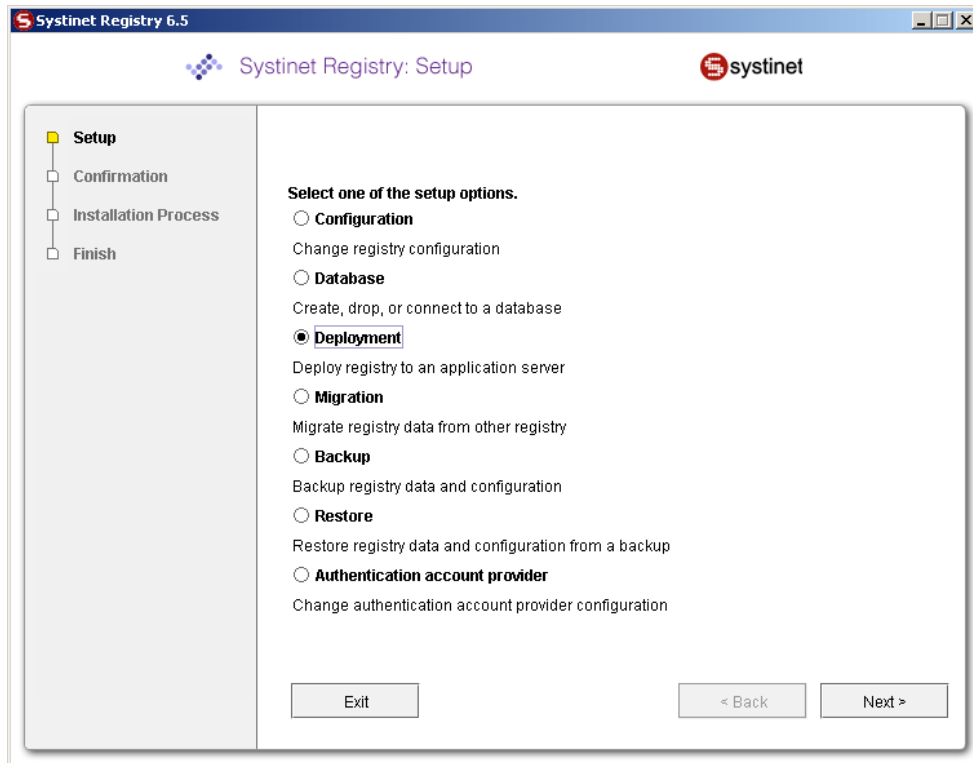 Systinet Registry 6.5
Systinet Registry: Setup
systinet
Setup
Confirmation
Installation Process
Finish
Select one of the setup options.
Configuration
Change registry configuration
Database
Create, drop, or connect to a database
Deployment
Deploy registry to an application server
Migration
Migrate registry data from other registry
Backup
Backup registry data and configuration
Restore
Restore registry data and configuration from a backup
Authentication account provider
Change authentication account provider configuration
Exit
< Back
Next >